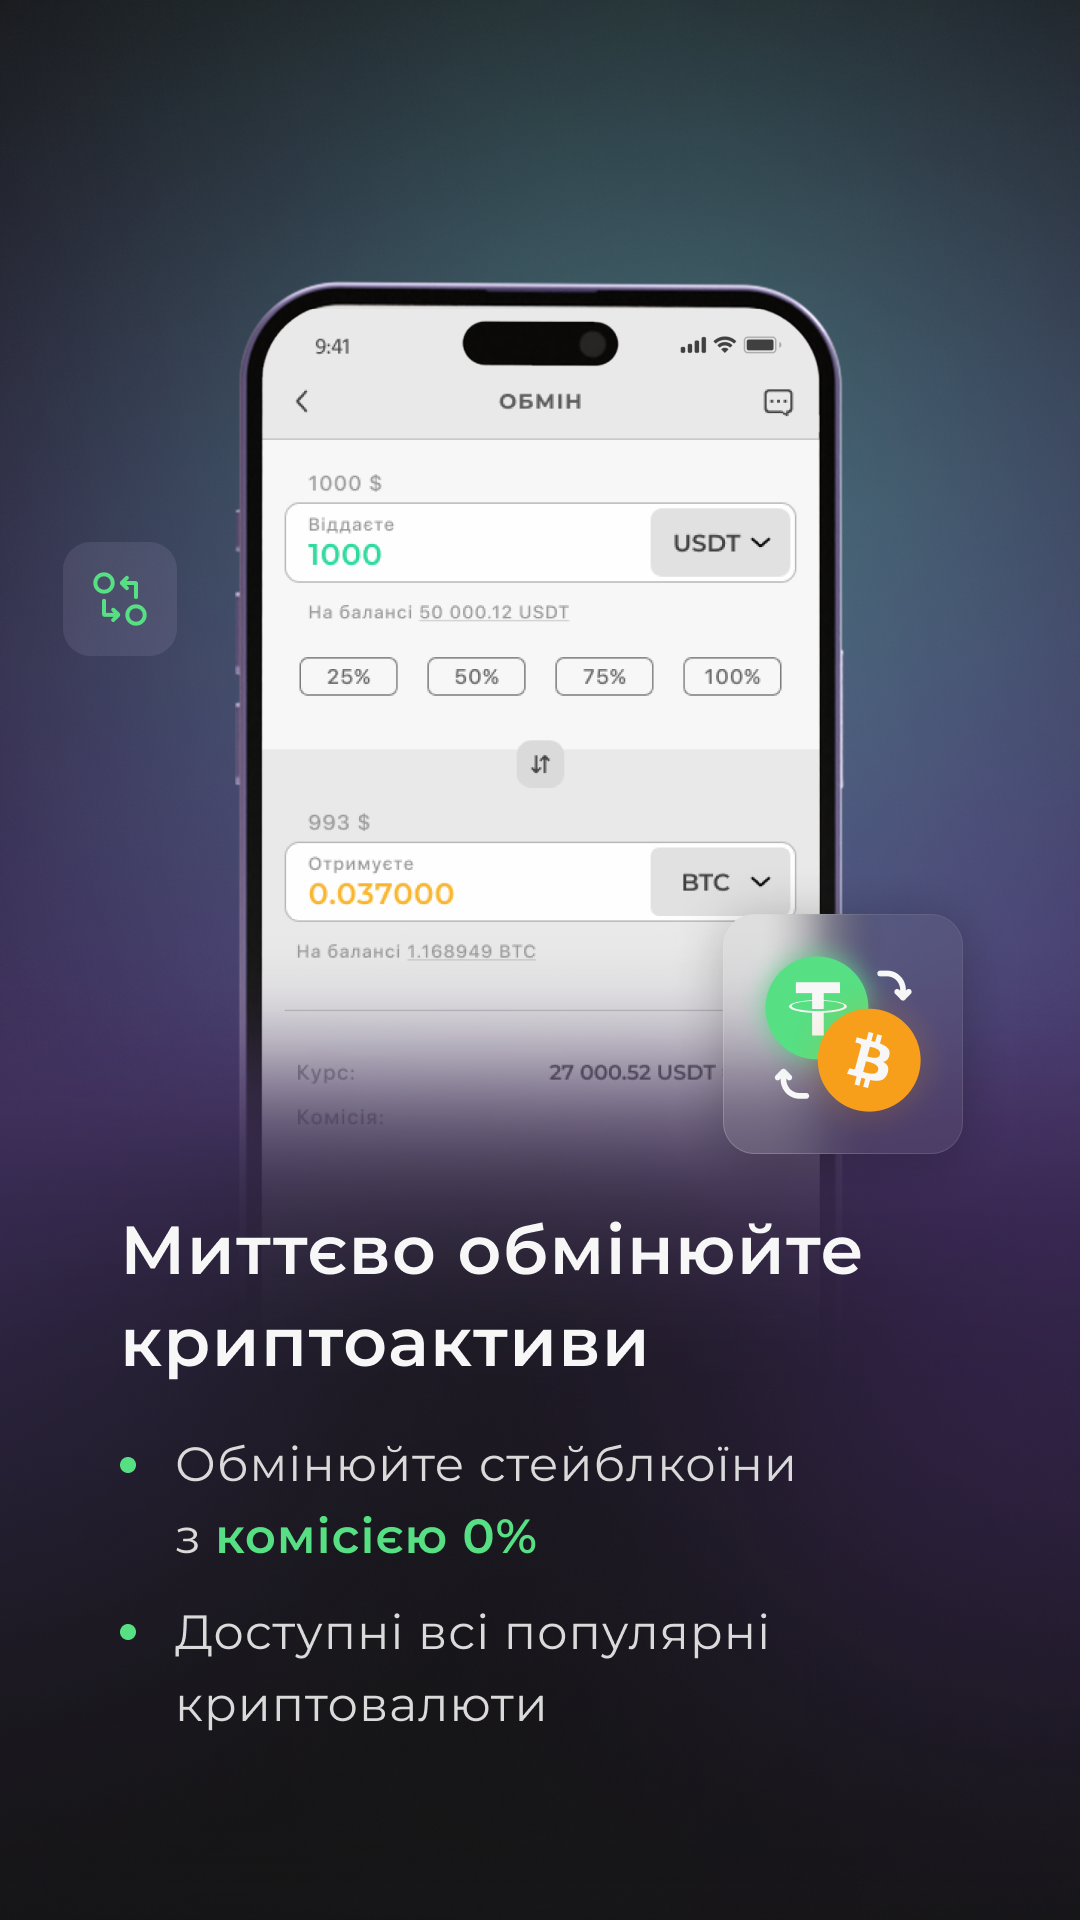 9:41
ОБМІН
1000 $
Віддаєте
1000
USDT
На балансі 50 000.12 USDT
25% 50% 75% 100%
993 $
Отримуєте
0.037000
BTC
На балансі 1.168949 BTC
Курс: 27 000.52 USDT
Комісія:
Миттєво обмінюйте
криптоактиви
Обмінюйте стейблкоїни
з комісією 0%
Доступні всі популярні
криптовалюти